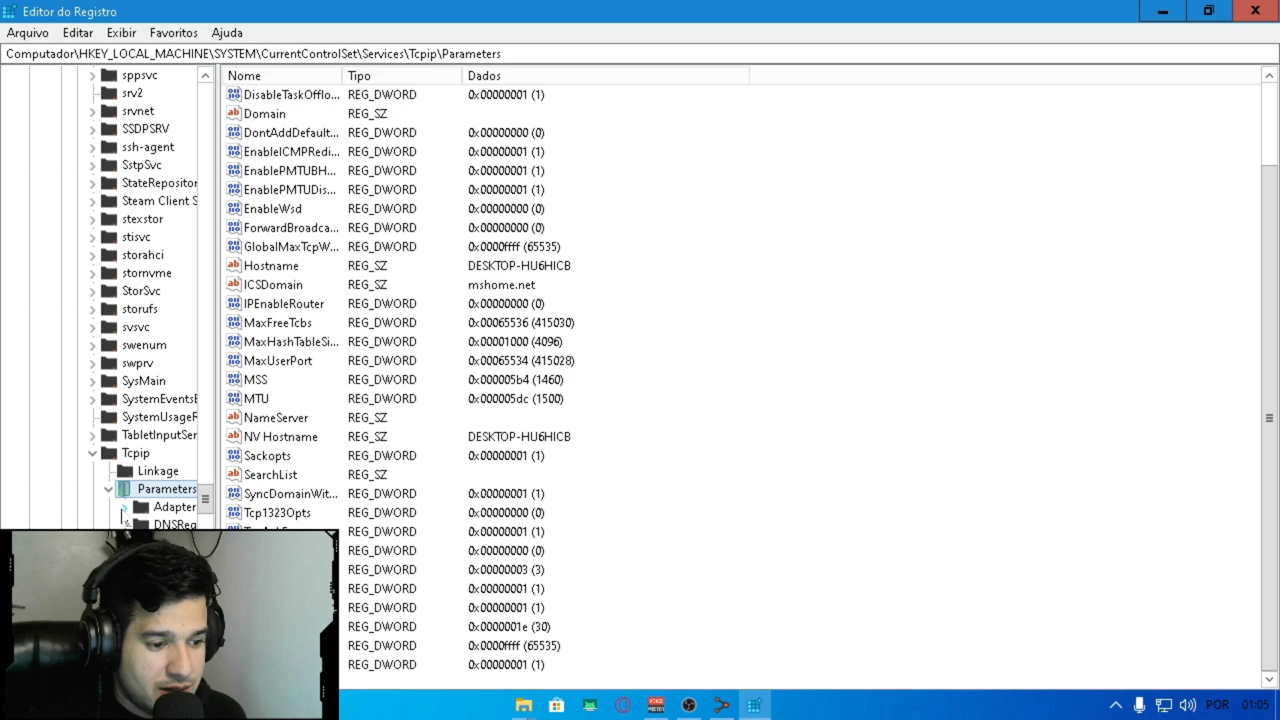 Editor do Registro
Arquivo Editar Exibir Favoritos Ajuda
Computador\HKEY_LOCAL_MACHINE\SYSTEM\CurrentControlSet\Services\Tcpip\Parameters
sppsvc
srv2
srvnet
SSDPSRV
ssh-agent
SstpSvc
StateRepositor
Steam Client S
stexstor
stisvc
storahci
stornvme
StorSvc
storufs
svsvc
swenum
swprv
SysMain
SystemEventsE
SystemUsageR
TabletInputSer
Tcpip
Linkage
Parameters
Adapter
DNSReg
Nome Tipo Dados
DisableTaskOfflo... REG_DWORD 0x00000001 (1)
Domain REG_SZ
DontAddDefault... REG_DWORD 0x00000000 (0)
EnableICMPRedi... REG_DWORD 0x00000001 (1)
EnablePMTUBH... REG_DWORD 0x00000001 (1)
EnablePMTUDis... REG_DWORD 0x00000001 (1)
EnableWsd REG_DWORD 0x00000000 (0)
ForwardBroadca... REG_DWORD 0x00000000 (0)
GlobalMaxTcpW... REG_DWORD 0x0000ffff (65535)
Hostname REG_SZ DESKTOP-HU6HICB
ICSDomain REG_SZ mshome.net
IPEnableRouter REG_DWORD 0x00000000 (0)
MaxFreeTcbs REG_DWORD 0x00065536 (415030)
MaxHashTableSi... REG_DWORD 0x00001000 (4096)
MaxUserPort REG_DWORD 0x00065534 (415028)
MSS REG_DWORD 0x000005b4 (1460)
MTU REG_DWORD 0x000005dc (1500)
NameServer REG_SZ
NV Hostname REG_SZ DESKTOP-HU6HICB
Sackopts REG_DWORD 0x00000001 (1)
SearchList REG_SZ
SyncDomainWit... REG_DWORD 0x00000001 (1)
Tcp1323Opts REG_DWORD 0x00000000 (0)
REG_DWORD 0x00000001 (1)
REG_DWORD 0x00000000 (0)
REG_DWORD 0x00000003 (3)
REG_DWORD 0x00000001 (1)
REG_DWORD 0x00000001 (1)
REG_DWORD 0x0000001e (30)
REG_DWORD 0x0000ffff (65535)
REG_DWORD 0x00000001 (1)
POR 01:05